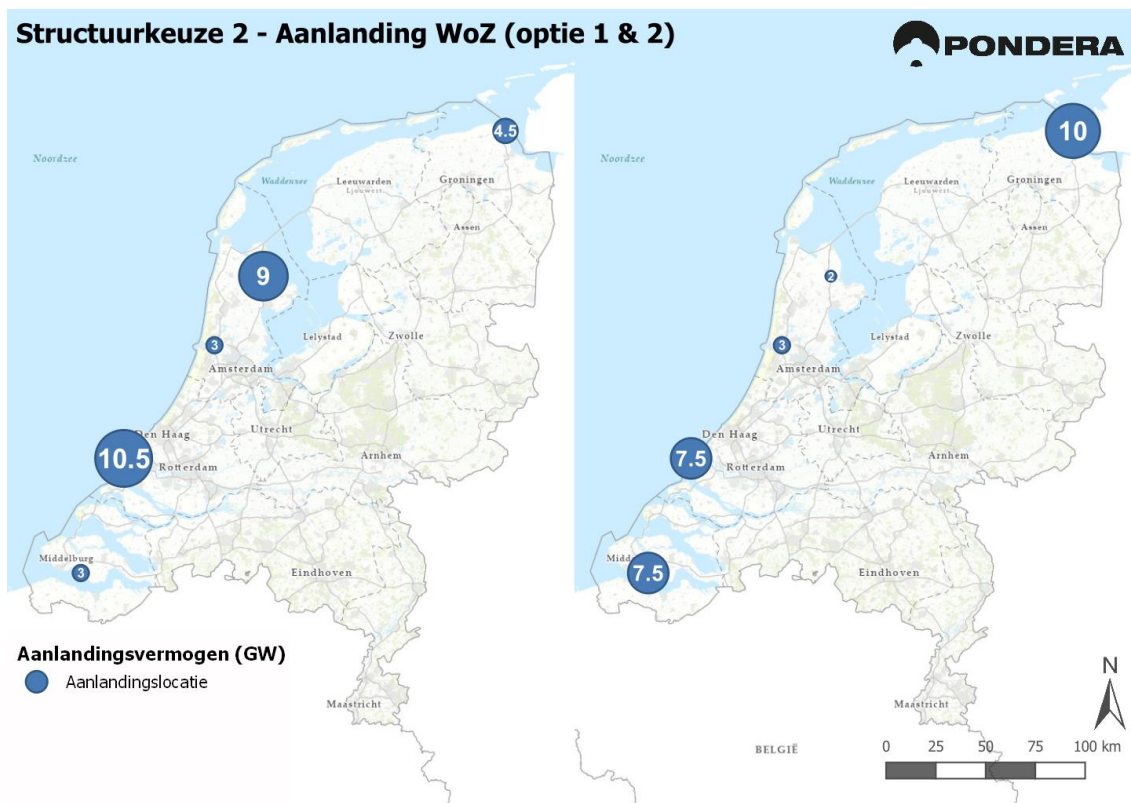 Structuurkeuze 2 - Aanlanding WoZ (optie 1 & 2)
PONDERA
4.5
Noordzee
Waddenzee
Leeuwarden
Ljouwert
Groningen
Assen
9
3
Lelystad
Zwolle
Amsterdam
Den Haag
Utrecht
10.5
Rotterdam
Arnhem
Middelburg
3
Eindhoven
Maastricht
10
Noordzee
Waddenzee
Leeuwarden
Ljouwert
Groningen
Assen
2
3
Lelystad
Zwolle
Amsterdam
Den Haag
Utrecht
7.5
Rotterdam
Arnhem
Midd
7.5
Eindhoven
Maastricht
BELGIË
Aanlandingsvermogen (GW)
Aanlandingslocatie
N
0 25 50 75 100 km